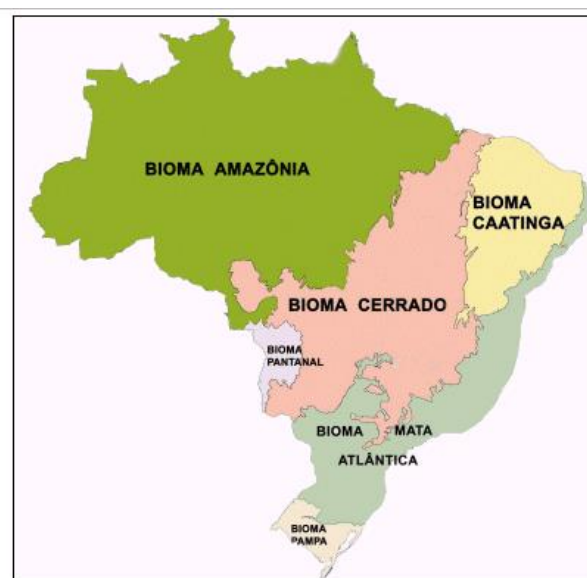 BIOMA AMAZÔNIA
BIOMA
CAATINGA
BIOMA CERRADO
BIOMA
PANTANAL
BIOMA MATA
ATLÂNTICA
BIOMA
PAMPA